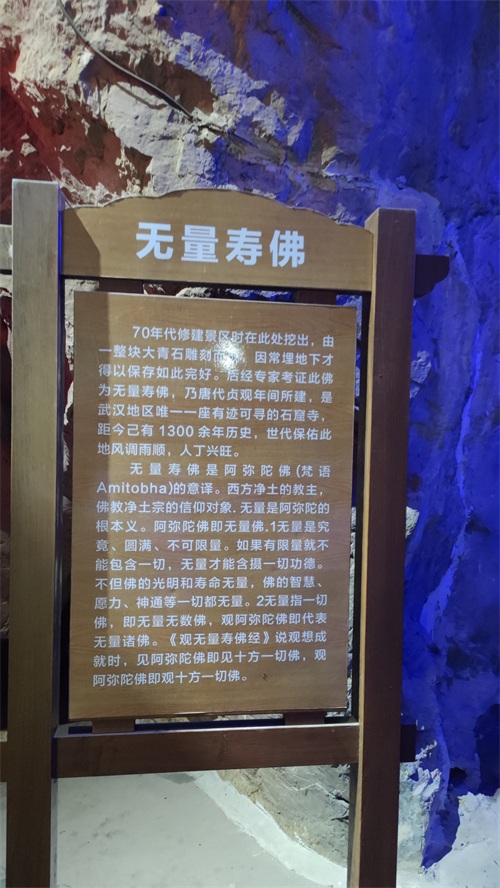 无量寿佛
70年代修建景区时在此处挖出，由
一整块大青石雕刻而 ，因常埋地下才
得以保存如此完好。后经专家考证此佛
为无量寿佛，乃唐代贞观年间所建，是
武汉地区唯一一座有迹可寻的石窟寺，
距今己有 1300 余年历史，世代保佑此
地风调雨顺，人丁兴旺。
无量寿佛是阿弥陀佛(梵语
Amitobha)的意译。西方净土的教主，
佛教净土宗的信仰对象.无量是阿弥陀的
根本义。阿弥陀佛即无量佛.1无量是究
竟、圆满、不可限量。如果有限量就不
能包含一切，无量才能含摄一切功德。
不但佛的光明和寿命无量，佛的智慧、
愿力、神通等一切都无量。2无量指一切
佛，即无量无数佛，观阿弥陀佛即代表
无量诸佛。《观无量寿佛经》说观想成
就时，见阿弥陀佛即见十方一切佛，观
阿弥陀佛即观十方一切佛。